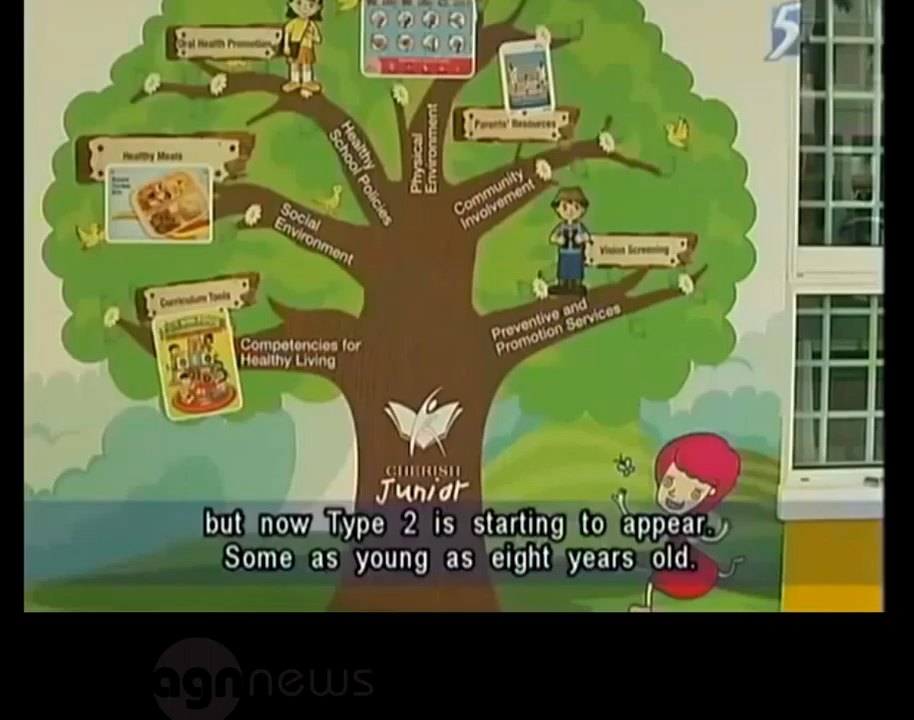 5
Oral Health Promotion
Healthy
School Policies
Physical
Environment
Parents' Resources
Healthy Meals
Community
Involvement
Social
Environment
Vision Screening
Curriculum Tools
Preventive and
Promotion Services
Competencies for
Healthy Living
CHERISH
Junior
but now Type 2 is starting to appear.
Some as young as eight years old.
agnnews